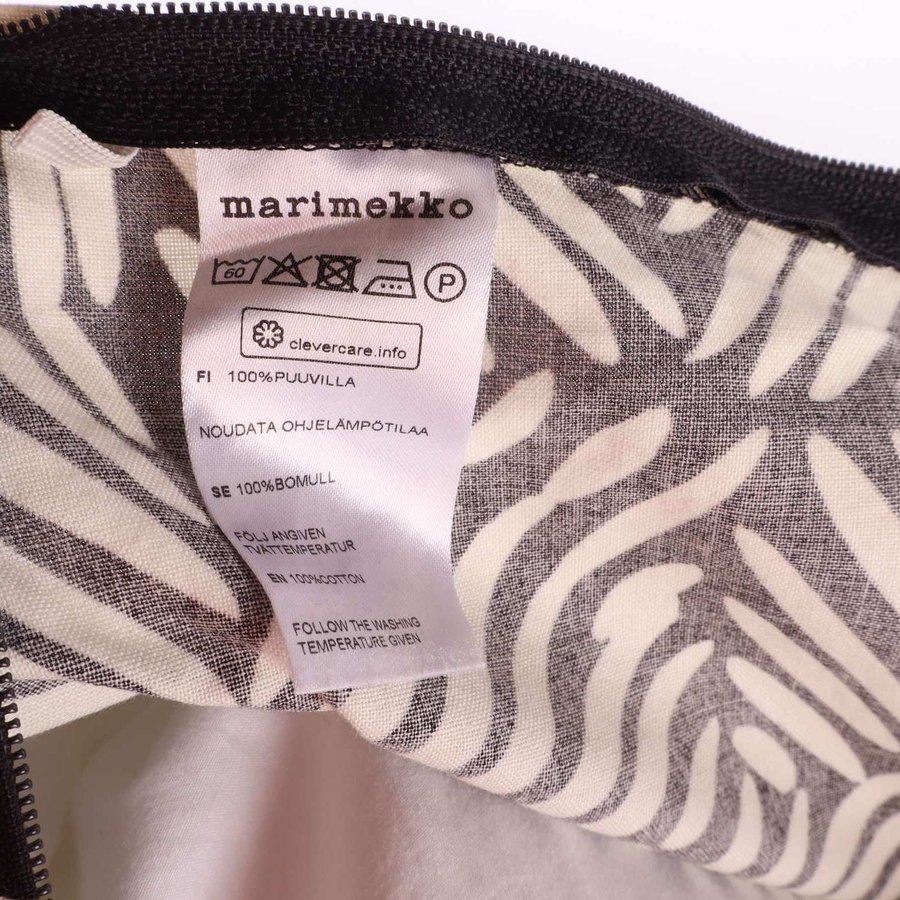 marimekko
60 P
clevercare.info
FI 100%PUUVILLA
NOUDATA OHJELÄMPÖTILAA
SE 100%BOMULL
FÖLJ ANGIVEN
TVÄTTEMPERATUR
EN 100%COTTON
FOLLOW THE WASHING
TEMPERATURE GIVEN